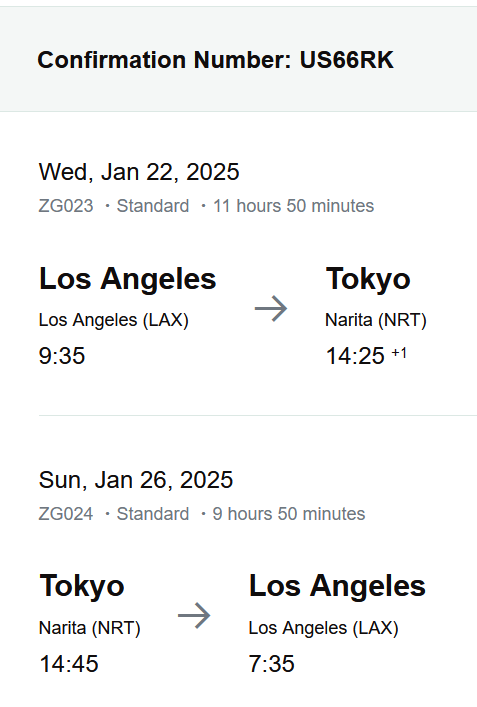 Confirmation Number: US66RK
Wed, Jan 22, 2025
ZG023 ・Standard ・11 hours 50 minutes
Los Angeles → Tokyo
Los Angeles (LAX) Narita (NRT)
9:35 14:25 +1
Sun, Jan 26, 2025
ZG024 ・Standard ・9 hours 50 minutes
Tokyo → Los Angeles
Narita (NRT) Los Angeles (LAX)
14:45 7:35